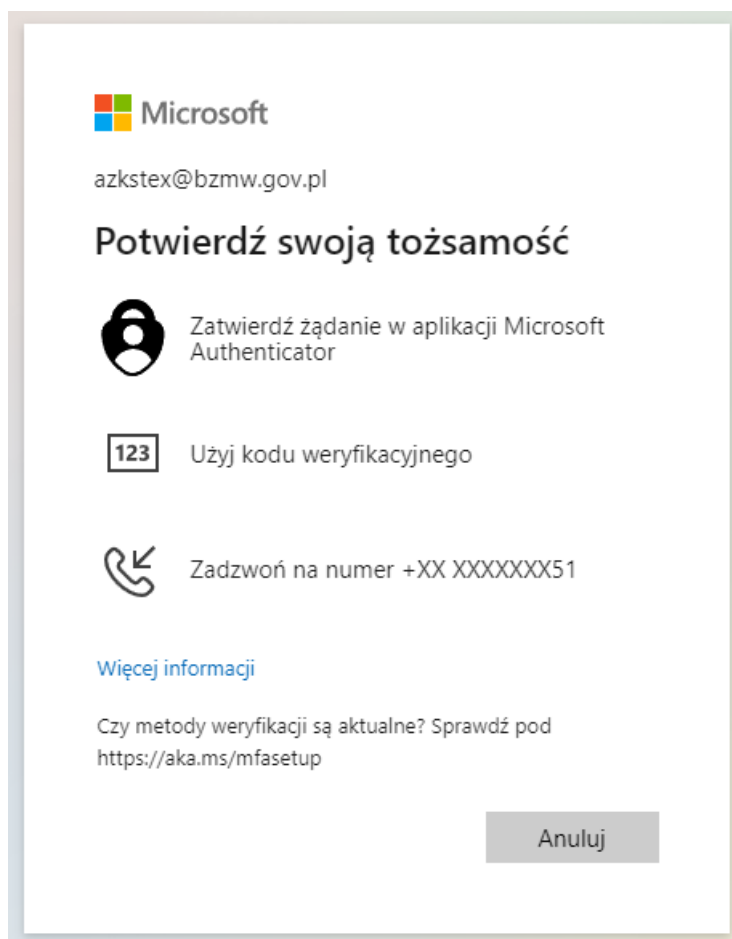 Microsoft
azkstex@bzmw.gov.pl
Potwierdź swoją tożsamość
Zatwierdź żądanie w aplikacji Microsoft
Authenticator
123
Użyj kodu weryfikacyjnego
Zadzwoń na numer +XX XXXXXXX51
Więcej informacji
Czy metody weryfikacji są aktualne? Sprawdź pod
https://aka.ms/mfasetup
Anuluj